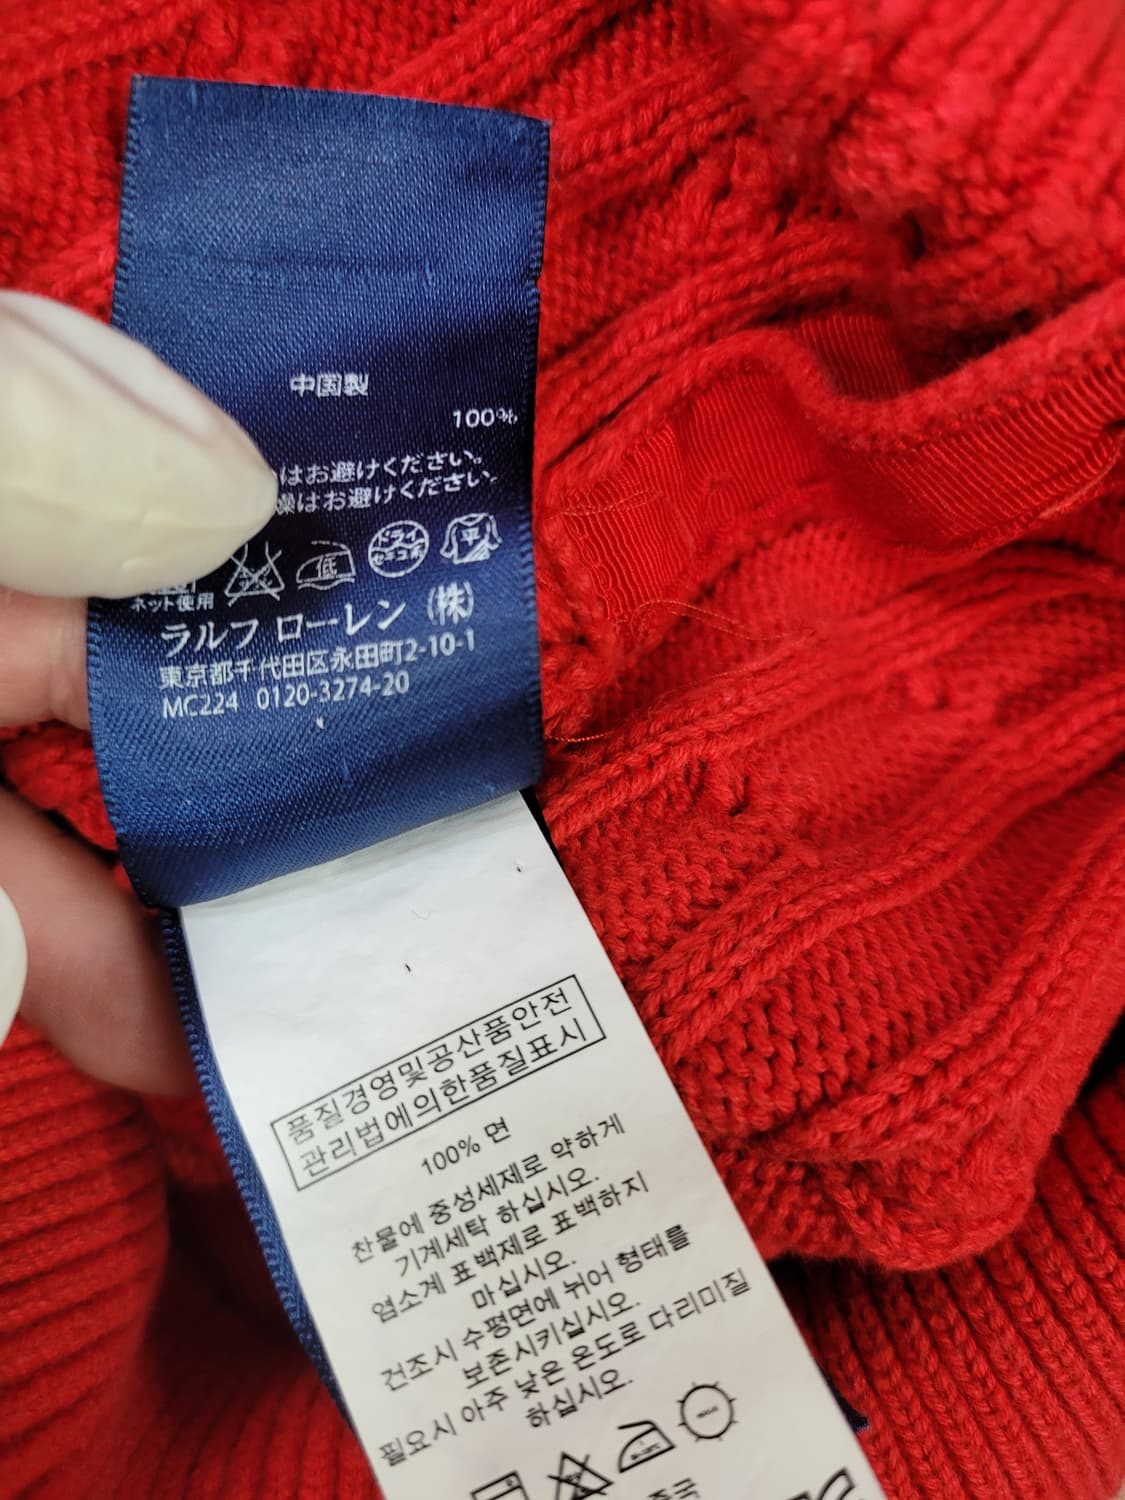 中国製
100%
はお避けください。
燥はお避けください。
低
ドライ
平
ネット使用
ラルフ ローレン (株)
東京都千代田区永田町2-10-1
MC224 0120-3274-20
품질경영및공산품안전
관리법에의한품질표시
100% 면
찬물에 중성세제로 약하게
기계세탁 하십시오.
염소계 표백제로 표백하지
마십시오.
건조시 수평면에 뉘어 형태를
보존시키십시오.
필요시 아주 낮은 온도로 다리미질
하십시오.
중국